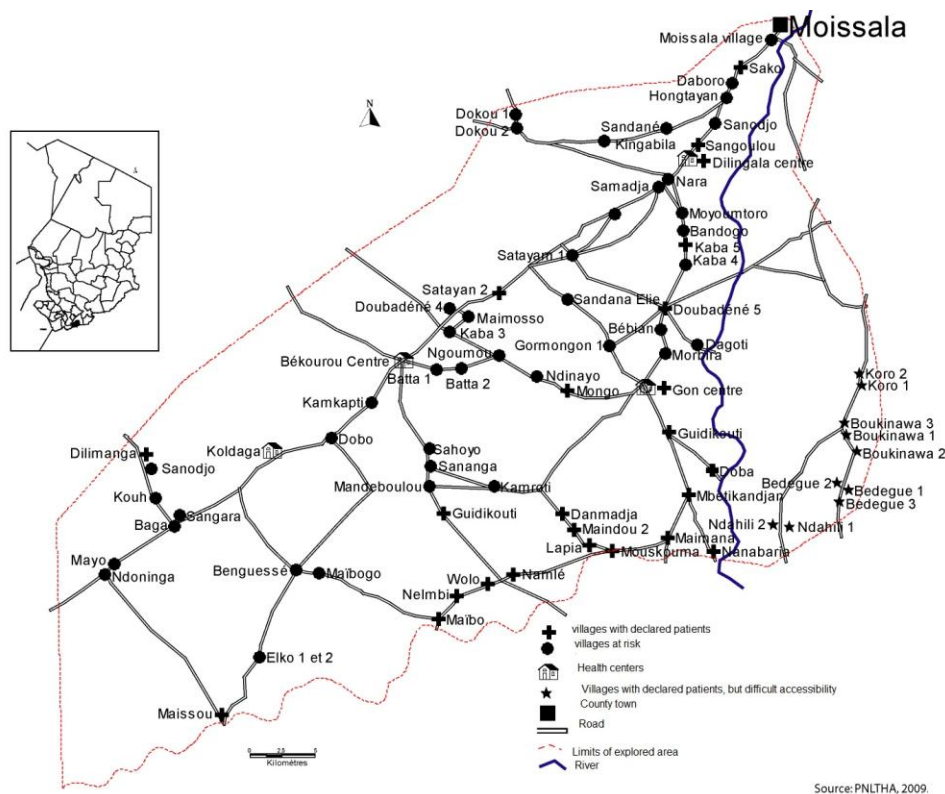 Moissala
Moissala village
Sako
Daboro
Hongtayan
Dokou 1
Dokou 2
Sandané
Kingabila
Sanodjo
Sangoulou
Dilingala centre
N
Nara
Samadja
Moyoumtoro
Bandogo
Kaba 5
Kaba 4
Satayam 1
Satayan 2
Sandana Elie
Doubadéné 5
Doubadéné 4
Maimosso
Kaba 3
Bébian
Gormongon 1
Dagoti
Morbira
Ngoumou
Békourou Centre
Batta 1
Batta 2
Ndinayo
Mongo
Gon centre
Koro 2
Koro 1
Kamkapti
Boukinawa 3
Boukinawa 1
Boukinawa 2
Guidikouti
Dobo
Koldaga
Dilimanga
Sanodjo
Sahoyo
Sananga
Doba
Bedegue 2
Bedegue 1
Bedegue 3
Mandeboulou
Kamroti
Kouh
Mbetikandjan
Sangara
Baga
Guidikouti
Danmadja
Maindou 2
Ndahili 2
Ndahili 1
Lapia
Mouskouma
Maimana
Nanabaria
Mayo
Ndoninga
Benguessé
Maïbogo
Wolo
Namlé
Nelmbi
Maïbo
Elko 1 et 2
Maissou
villages with declared patients
villages at risk
Health centers
Villages with declared patients, but difficult accessibility
County town
Road
Limits of explored area
River
0 2,5 5
Kilomètres
Source: PNLTHA, 2009.